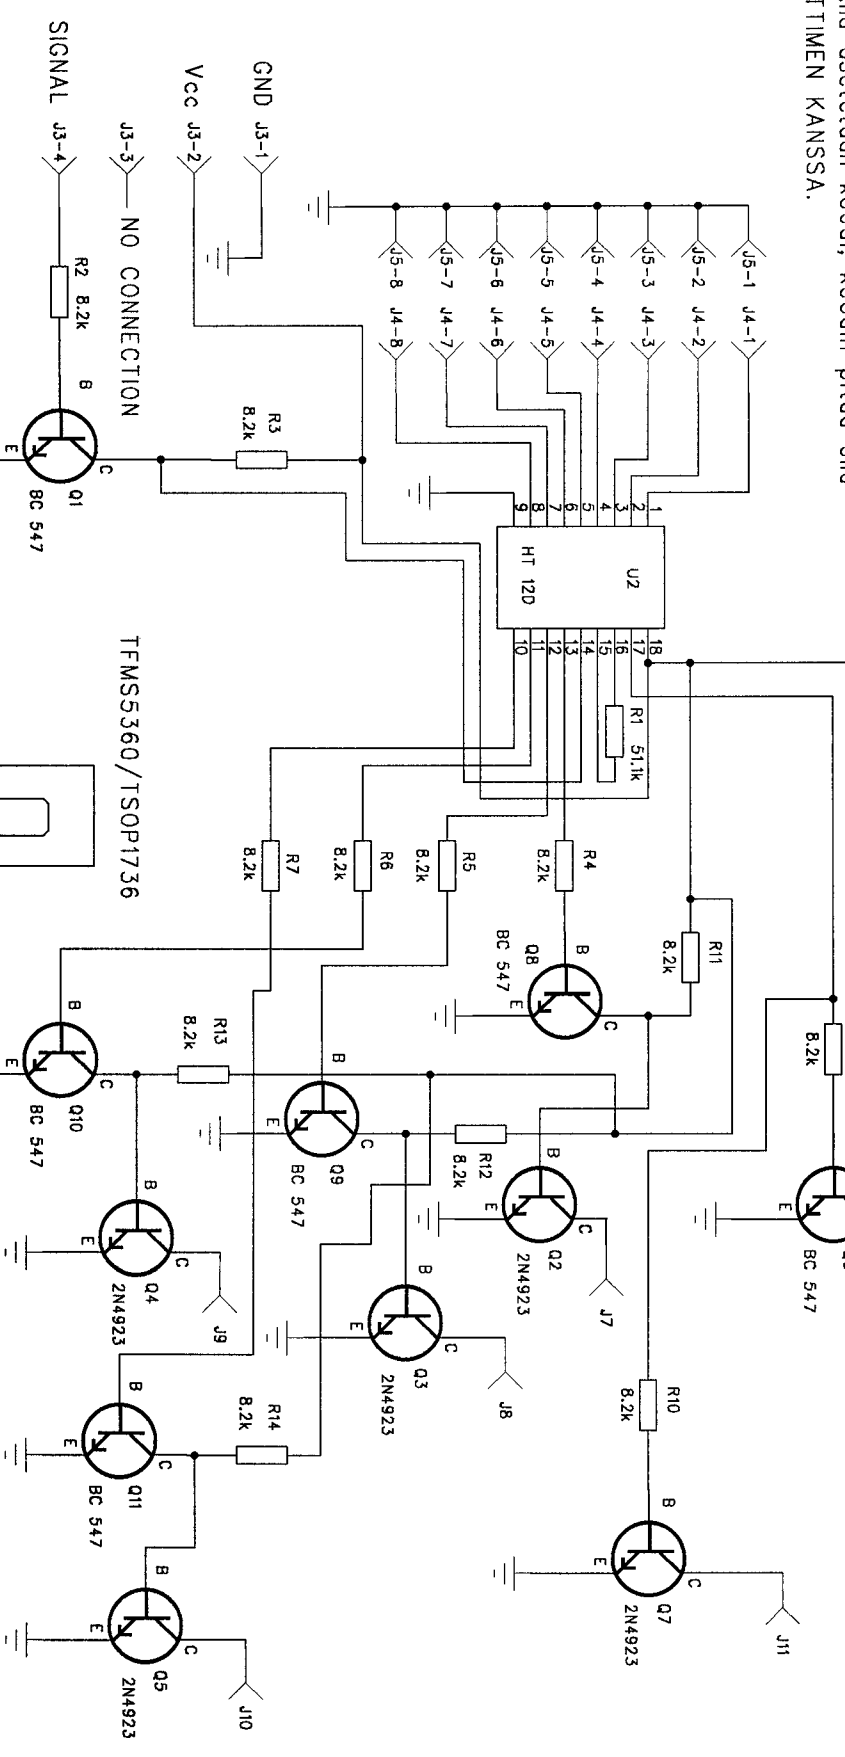 TTIMEN KANSSA.
J5-1 J4-1
J5-2 J4-2
J5-3 J4-3
J5-4 J4-4
J5-5 J4-5
J5-6 J4-6
J5-7 J4-7
J5-8 J4-8
GND J3-1
Vcc J3-2
J3-3 NO CONNECTION
SIGNAL J3-4
R2 8.2k
R3
8.2k
B
C
E
Q1
BC 547
1
2
3
4
5
6
7
8
9
U2
HT 12D
18
17
16
15
14
13
12
11
10
R1 51.1k
TFMS5360/TSOP1736
R4
8.2k
R5
8.2k
R6
8.2k
R7
8.2k
R11
8.2k
8.2k
B
C
E
Q8
BC 547
R13
8.2k
B
C
E
Q10
BC 547
B
C
E
Q9
BC 547
R12
8.2k
B
C
E
Q2
2N4923
J7
E
BC 547
B
C
E
Q4
2N4923
J9
B
C
E
Q3
2N4923
J8
R10
8.2k
R14
8.2k
B
C
E
Q11
BC 547
B
C
E
Q7
2N4923
J11
B
C
E
Q5
2N4923
J10